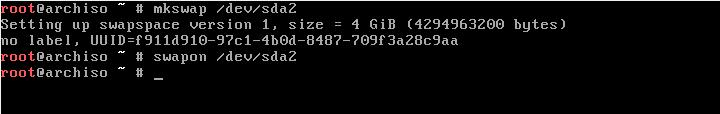 root@archiso ~ # mkswap /dev/sda2
Setting up swapspace version 1, size = 4 GiB (4294963200 bytes)
no label, UUID=f911d910-97c1-4b0d-8487-709f3a28c9aa
root@archiso ~ # swapon /dev/sda2
root@archiso ~ # _